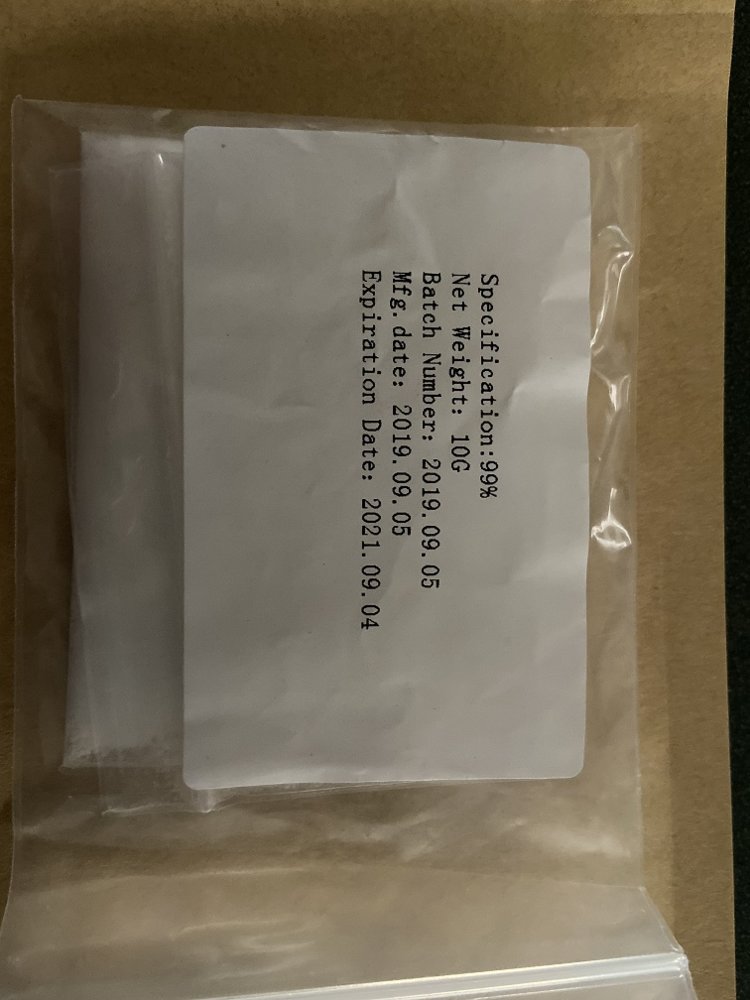 Specification:99%
Net Weight: 10G
Batch Number: 2019.09.05
Mfg.date: 2019.09.05
Expiration Date: 2021.09.04